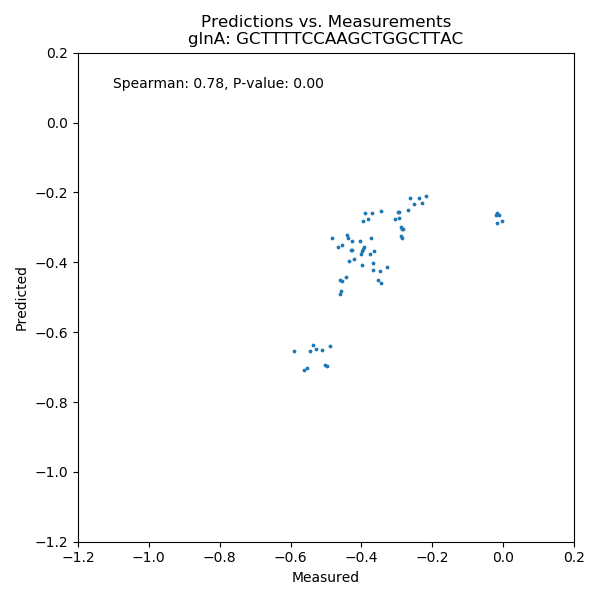 Predictions vs. Measurements
glnA: GCTTTTCCAAGCTGGCTTAC
Spearman: 0.78, P-value: 0.00
0.2
0.0
−0.2
−0.4
−0.6
−0.8
−1.0
−1.2
Predicted
−1.2 −1.0 −0.8 −0.6 −0.4 −0.2 0.0 0.2
Measured